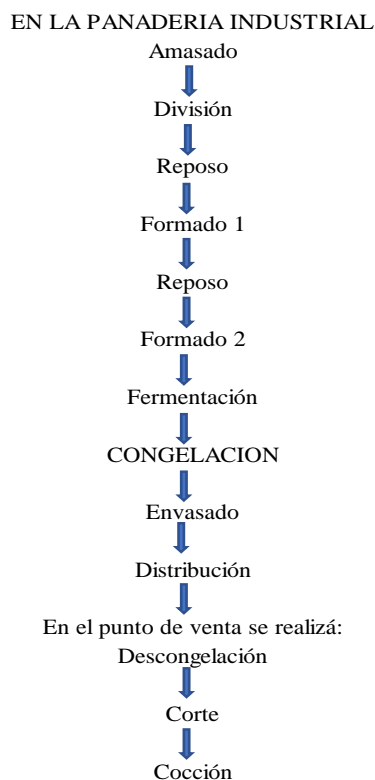 EN LA PANADERIA INDUSTRIAL
Amasado
División
Reposo
Formado 1
Reposo
Formado 2
Fermentación
CONGELACION
Envasado
Distribución
En el punto de venta se realizá:
Descongelación
Corte
Cocción